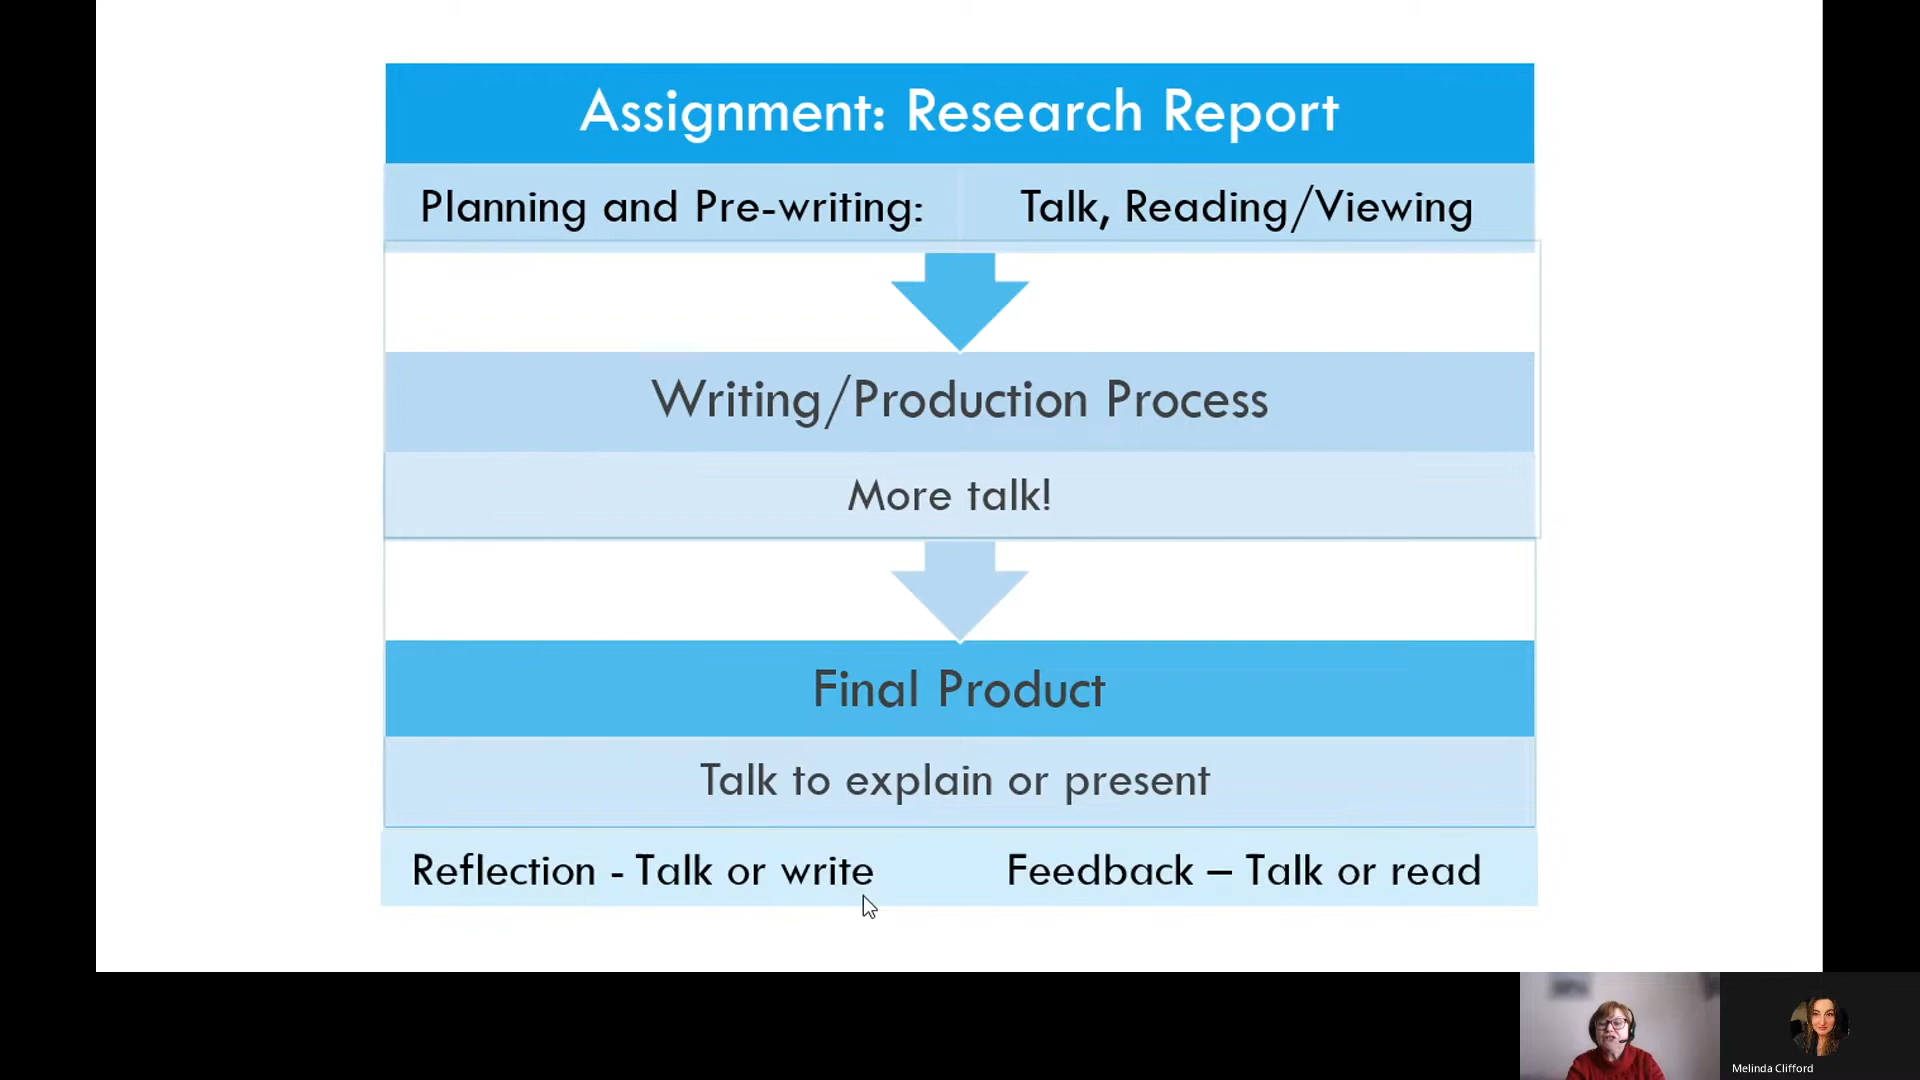 Assignment: Research Report
Planning and Pre-writing: Talk, Reading/Viewing
Writing/Production Process
More talk!
Final Product
Talk to explain or present
Reflection - Talk or write Feedback – Talk or read
Melinda Clifford